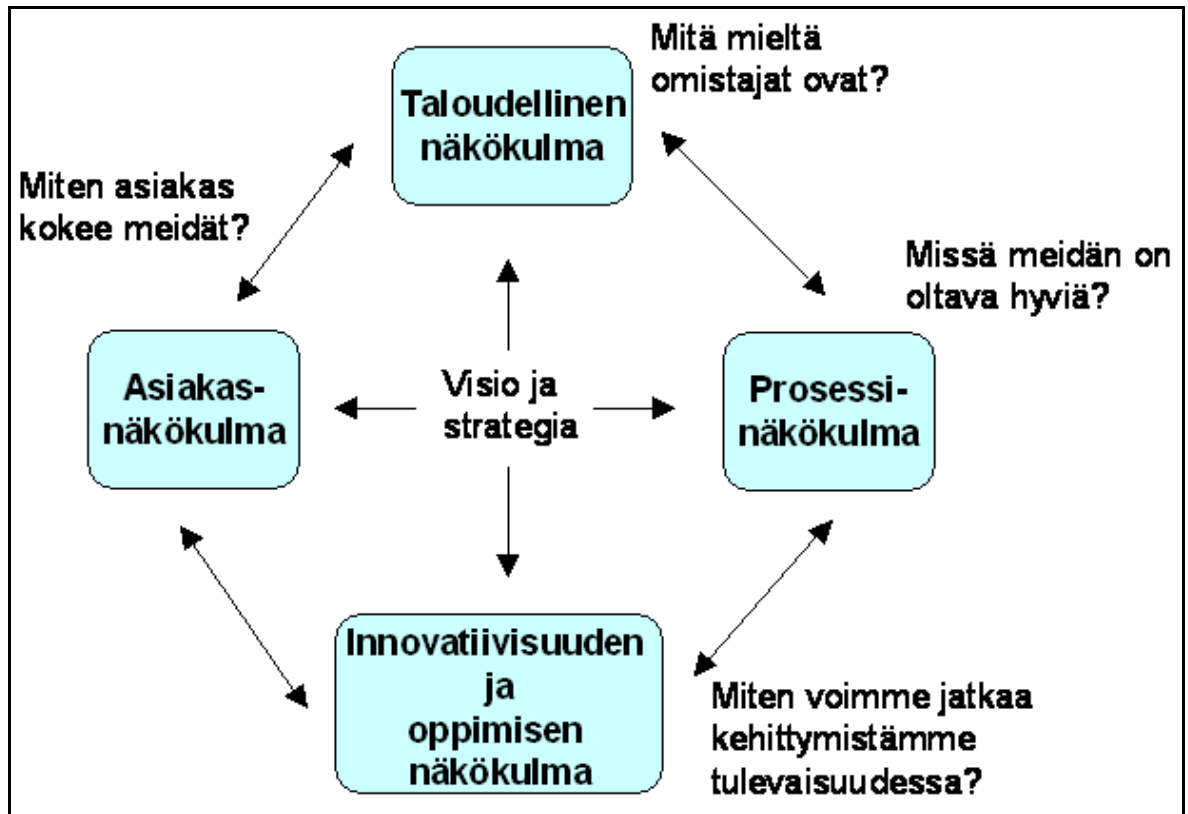 Mitä mieltä
omistajat ovat?
Taloudellinen
näkökulma
Miten asiakas
kokee meidät?
Missä meidän on
oltava hyviä?
Asiakas-
näkökulma
Visio ja
strategia
Prosessi-
näkökulma
Innovatiivisuuden
ja
oppimisen
näkökulma
Miten voimme jatkaa
kehittymistämme
tulevaisuudessa?